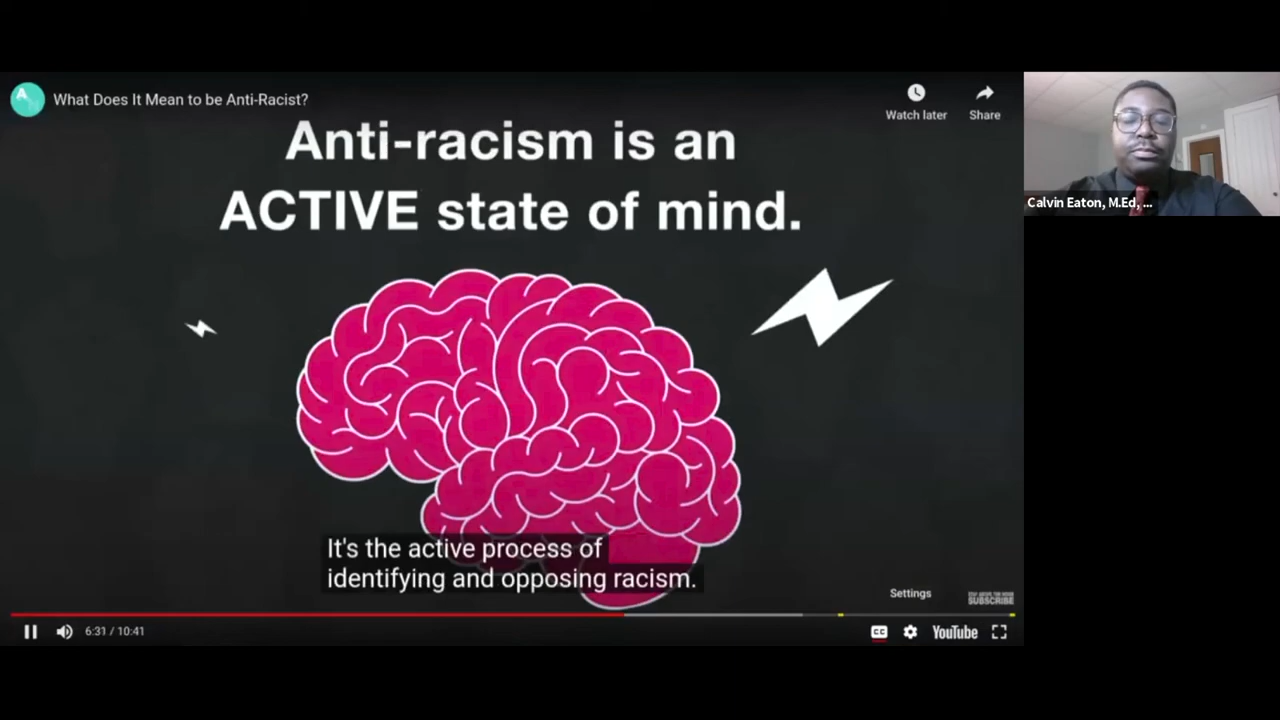 What Does It Mean to be Anti-Racist?
Watch later
Share
Anti-racism is an
ACTIVE state of mind.
Calvin Eaton, M.Ed, ...
It's the active process of
identifying and opposing racism.
Settings
SUBSCRIBE
6:31 / 10:41
CC
YouTube